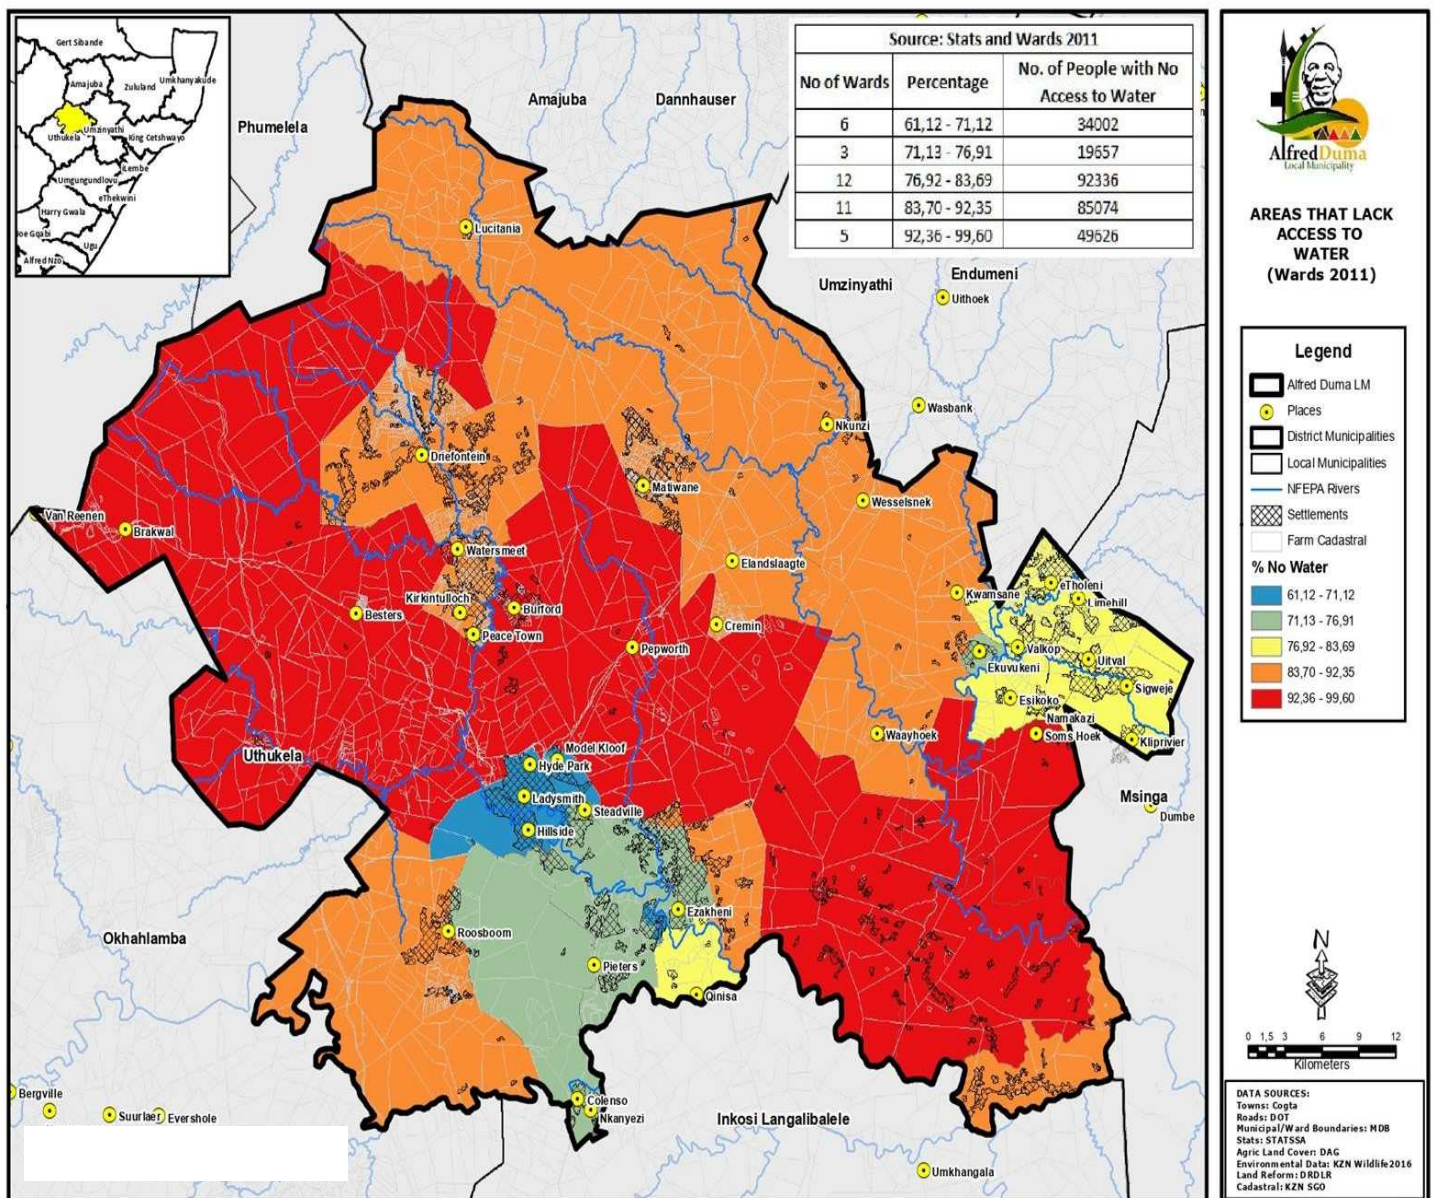 Gert Sibande
Amajuba
Zululand
Umkhanyakude
Uthukela
Umzinyathi
King Cetshwayo
iLembe
Umgungundlovu
eThekwini
Harry Gwala
Joe Gqabi
Ugu
Alfred Nzo
Source: Stats and Wards 2011
No of Wards Percentage No. of People with No Access to Water
6 61,12 - 71,12 34002
3 71,13 - 76,91 19657
12 76,92 - 83,69 92336
11 83,70 - 92,35 85074
5 92,36 - 99,60 49626
Phumelela
Amajuba
Dannhauser
Lucitania
Umzinyathi
Endumeni
Uithoek
Wasbank
Nkunzi
Driefontein
Matiwane
Wesselsnek
Van Reenen
Brakwal
Watersmeet
Elandslaagte
eTholeni
Kwamsane
Limehill
Kirkintulloch
Burford
Besters
Peace Town
Cremin
Pepworth
Valkop
Uitval
Ekuvukeni
Sigweje
Esikoko
Namakazi
Soms Hoek
Kliprivier
Waayhoek
Uthukela
Model Kloof
Hyde Park
Ladysmith
Steadville
Hillside
Msinga
Dumbe
Ezakheni
Roosboom
Okhahlamba
Pieters
Qinisa
Bergville
Suurlaer
Evershole
Colenso
Nkanyezi
Inkosi Langalibalele
Umkhangala
AlfredDuma
Local Municipality
AREAS THAT LACK
ACCESS TO
WATER
(Wards 2011)
Legend
Alfred Duma LM
Places
District Municipalities
Local Municipalities
NFEPA Rivers
Settlements
Farm Cadastral
% No Water
61,12 - 71,12
71,13 - 76,91
76,92 - 83,69
83,70 - 92,35
92,36 - 99,60
N
0 1,5 3 6 9 12
Kilometers
DATA SOURCES:
Towns: Cogta
Roads: DOT
Municipal/Ward Boundaries: MDB
Stats: STATSSA
Agric Land Cover: DAG
Environmental Data: KZN Wildlife2016
Land Reform: DRDLR
Cadastral: KZN SGO